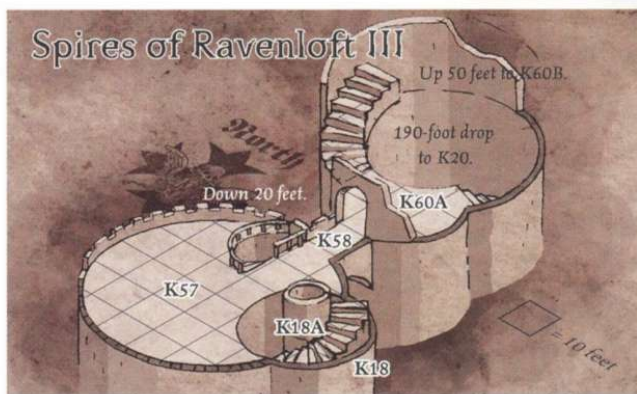 Spires of Ravenloft III
Up 50 feet to K60B.
North
190-foot drop
to K20.
Down 20 feet.
K60A
K58
K57
K18A
K18
= 10 feet